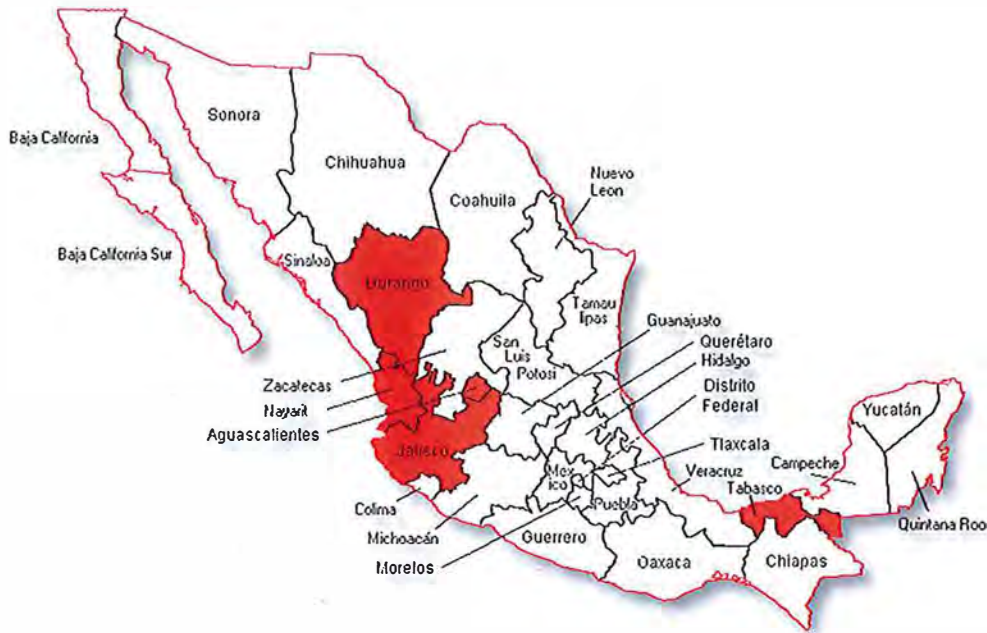 Sonora
Baja California
Chihuahua
Nuevo
Leon
Coahuila
Baja California Sur
Sinaloa
Durango
Tamau
lipas
Guanajuato
San
Luis
Potosi
Querétaro
Hidalgo
Zacatecas
Distrito
Federal
Nayarit
Yucatán
Aguascalientes
Tlaxcala
Jalisco
Campeche
Veracruz
Mex
ico
Tabasco
Colima
Puebla
Quintana Roo
Michoacán
Guerrero
Morelos
Oaxaca
Chiapas